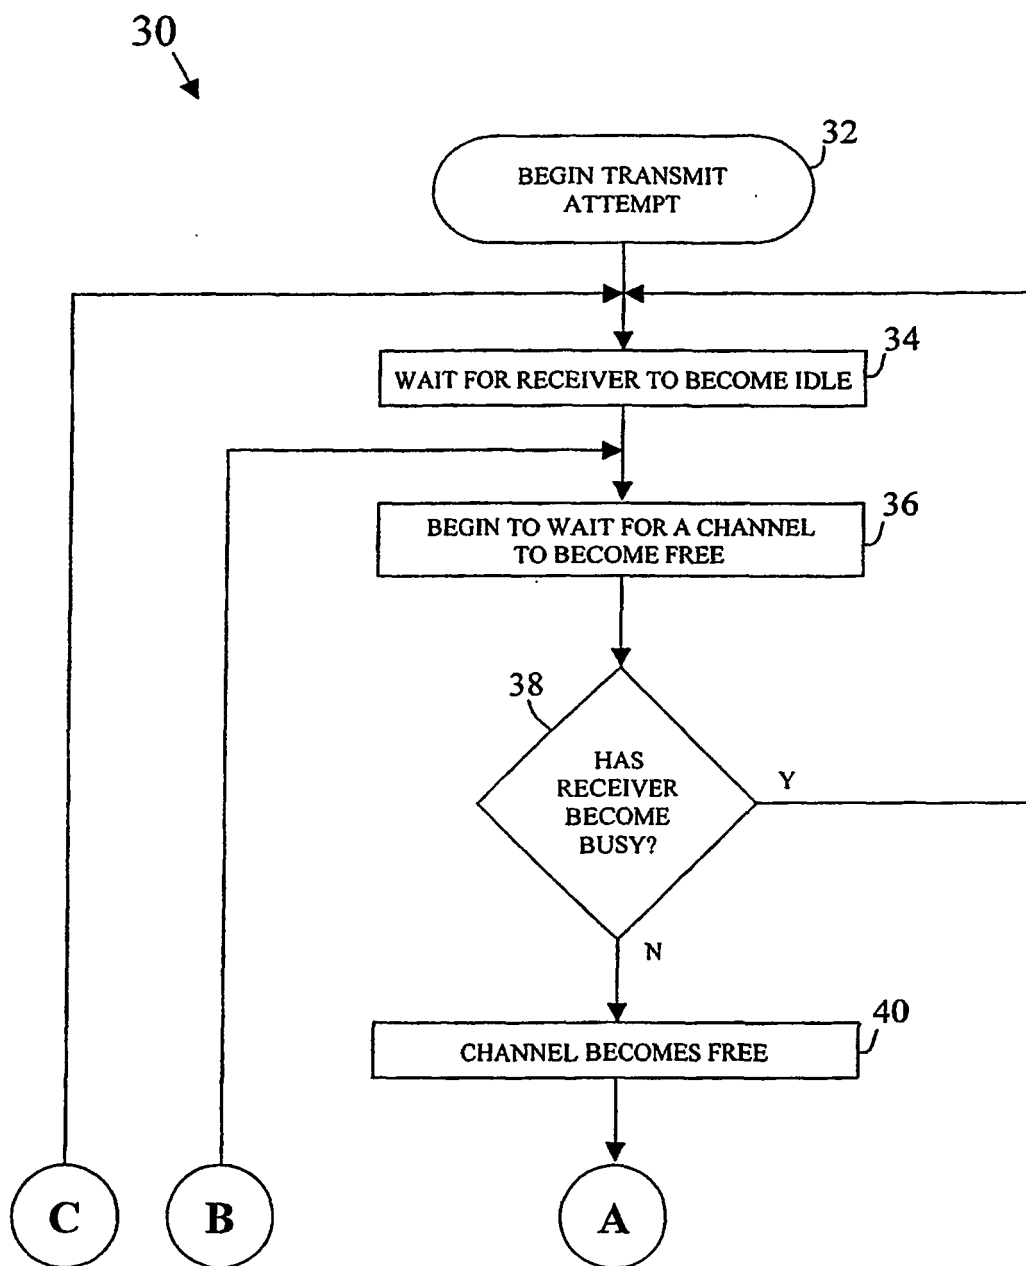 30
32
BEGIN TRANSMIT
ATTEMPT
34
WAIT FOR RECEIVER TO BECOME IDLE
36
BEGIN TO WAIT FOR A CHANNEL
TO BECOME FREE
38
HAS
RECEIVER
BECOME
BUSY?
Y
N
40
CHANNEL BECOMES FREE
C
B
A